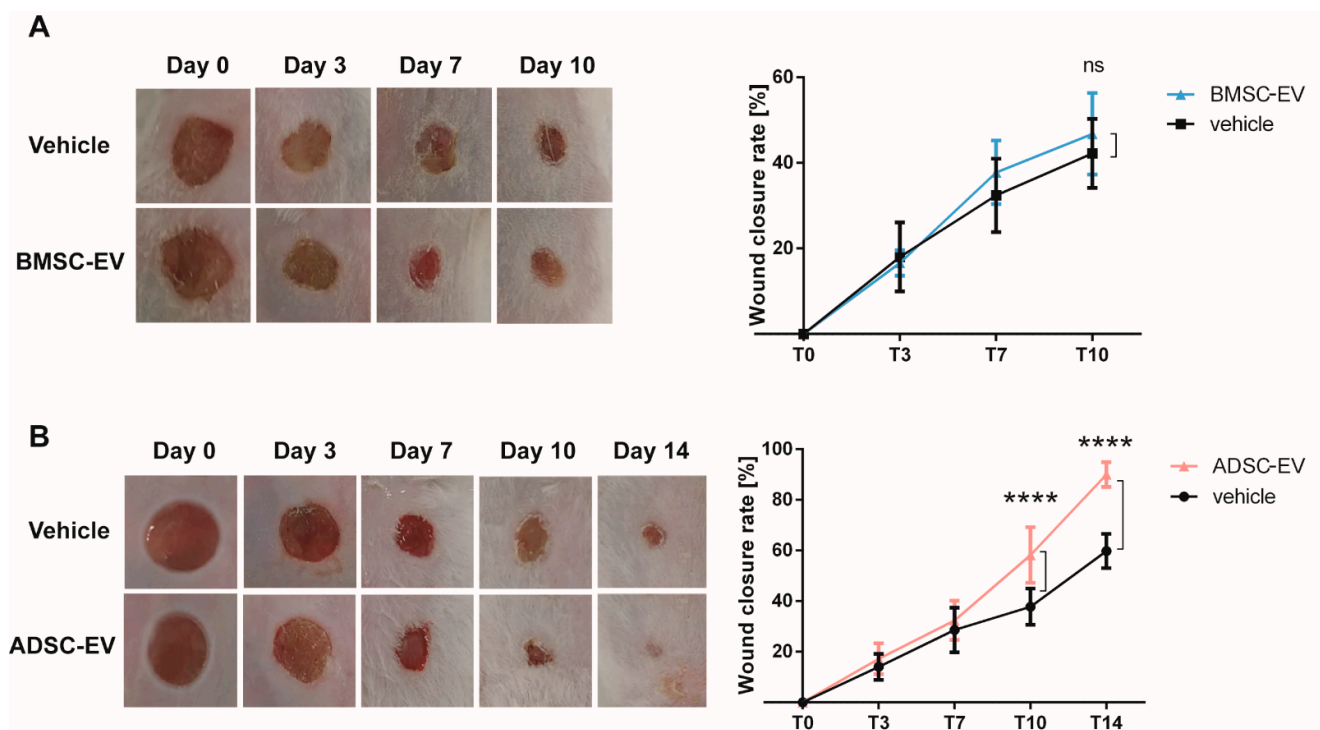 A
Day 0 Day 3 Day 7 Day 10
Vehicle
BMSC-EV
Wound closure rate [%]
60
40
20
T0 T3 T7 T10
ns
BMSC-EV
vehicle
B
Day 0 Day 3 Day 7 Day 10 Day 14
Vehicle
ADSC-EV
Wound closure rate [%]
100
80
60
40
20
T0 T3 T7 T10 T14
****
****
ADSC-EV
vehicle